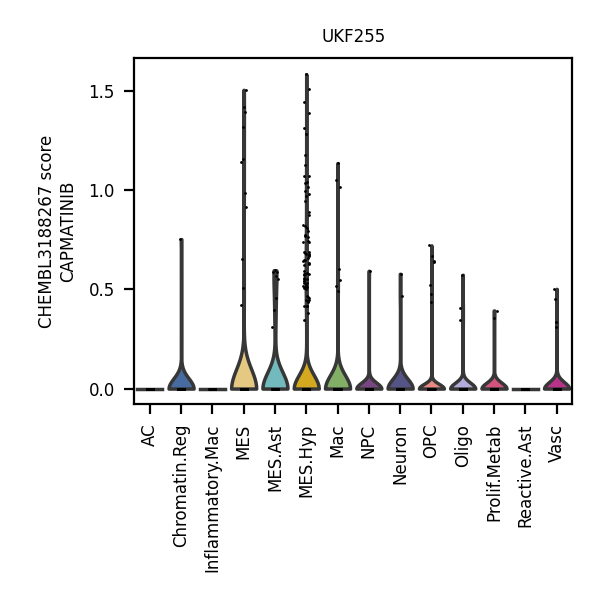 UKF255
CHEMBL3188267 score
CAPMATINIB
1.5
1.0
0.5
0.0
AC
Chromatin.Reg
Inflammatory.Mac
MES
MES.Ast
MES.Hyp
Mac
NPC
Neuron
OPC
Oligo
Prolif.Metab
Reactive.Ast
Vasc